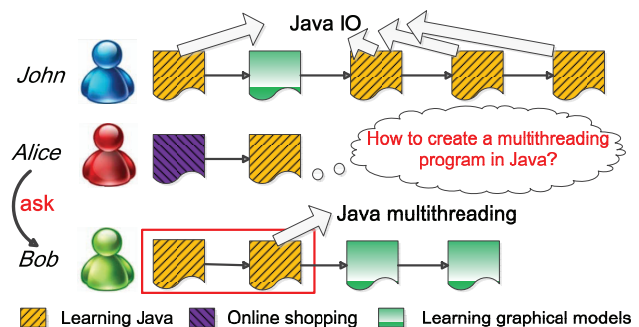 Java IO
John
Alice
How to create a multithreading
program in Java?
ask
Java multithreading
Bob
Learning Java
Online shopping
Learning graphical models